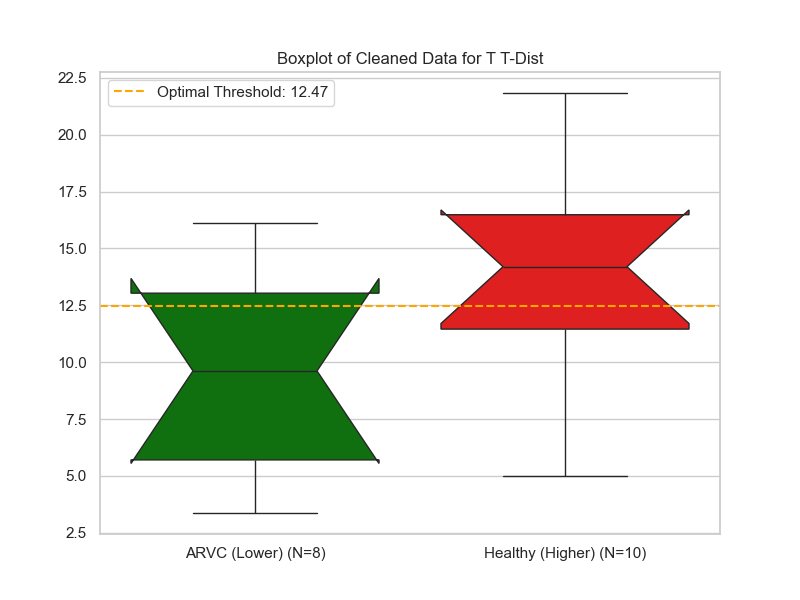 Boxplot of Cleaned Data for T T-Dist
Optimal Threshold: 12.47
22.5
20.0
17.5
15.0
12.5
10.0
7.5
5.0
2.5
ARVC (Lower) (N=8)
Healthy (Higher) (N=10)